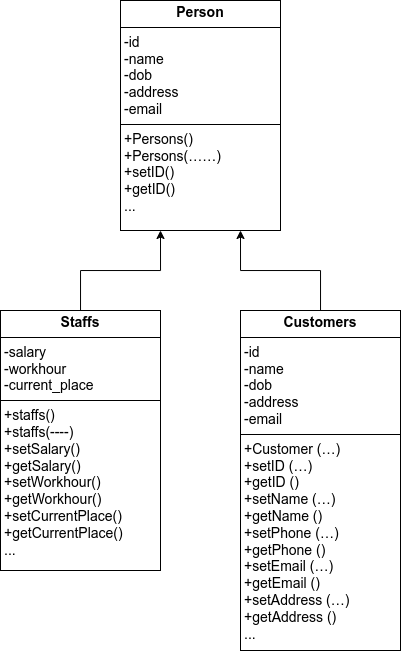 Person
-id
-name
-dob
-address
-email
+Persons()
+Persons(……)
+setID()
+getID()
...
Staffs
-salary
-workhour
-current_place
+staffs()
+staffs(----)
+setSalary()
+getSalary()
+setWorkhour()
+getWorkhour()
+setCurrentPlace()
+getCurrentPlace()
...
Customers
-id
-name
-dob
-address
-email
+Customer (…)
+setID (…)
+getID ()
+setName (…)
+getName ()
+setPhone (…)
+getPhone ()
+setEmail (…)
+getEmail ()
+setAddress (…)
+getAddress ()
...